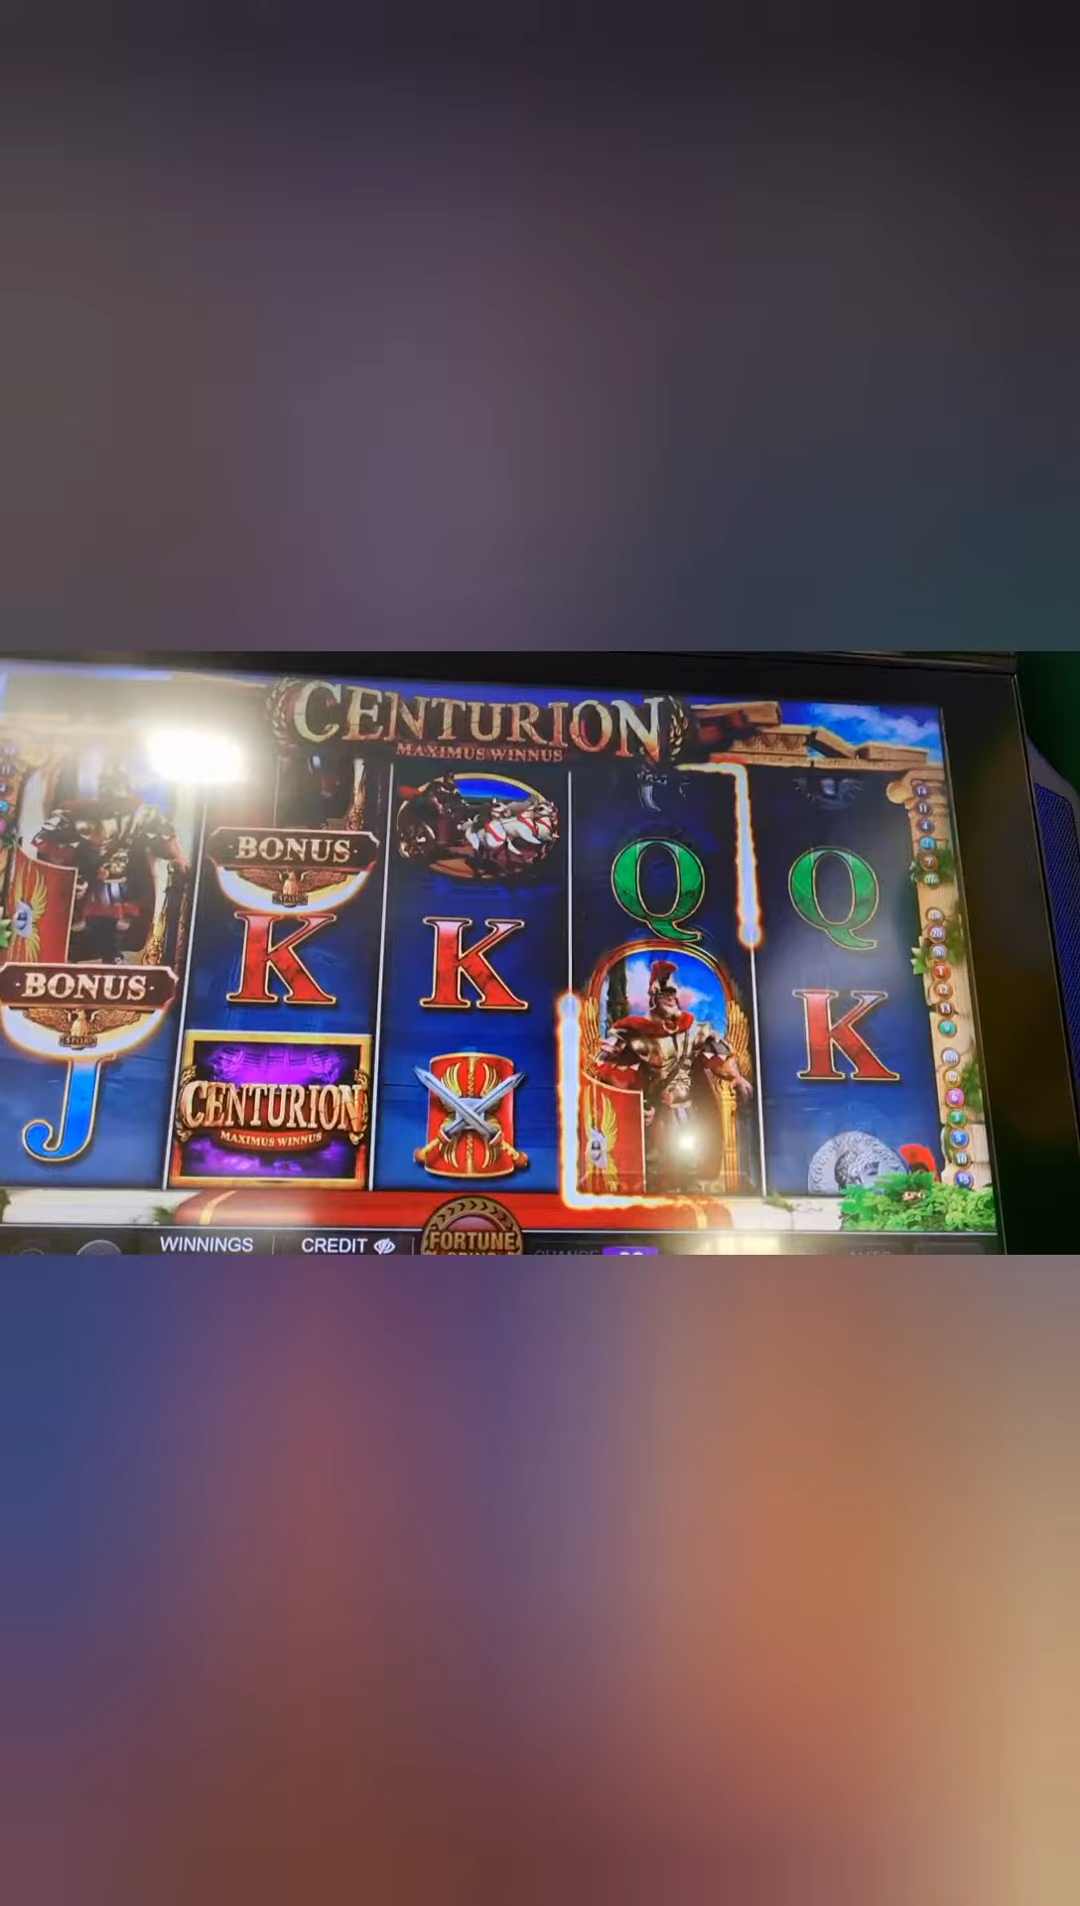 CENTURION
MAXIMUS WINNUS
BONUS
BONUS
Q
Q
K
K
K
J
CENTURION
MAXIMUS WINNUS
WINNINGS
CREDIT
FORTUNE